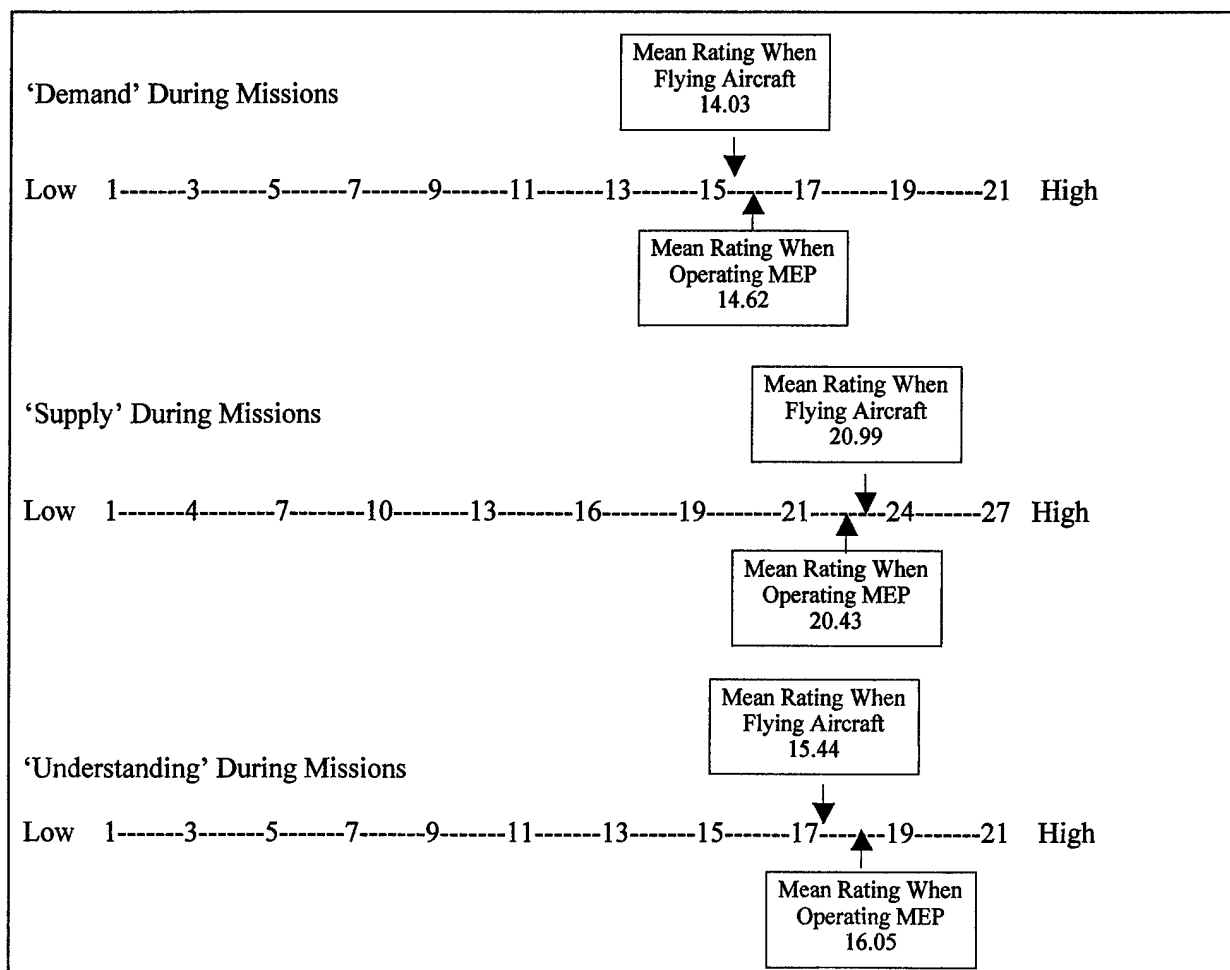 Mean Rating When
Flying Aircraft
14.03
‘Demand’ During Missions
Low 1-------3-------5-------7-------9-------11-------13-------15-------17-------19-------21 High
Mean Rating When
Operating MEP
14.62
Mean Rating When
Flying Aircraft
20.99
‘Supply’ During Missions
Low 1-------4-------7-------10-------13-------16-------19-------21-------24-------27 High
Mean Rating When
Operating MEP
20.43
Mean Rating When
Flying Aircraft
15.44
‘Understanding’ During Missions
Low 1-------3-------5-------7-------9-------11-------13-------15-------17-------19-------21 High
Mean Rating When
Operating MEP
16.05